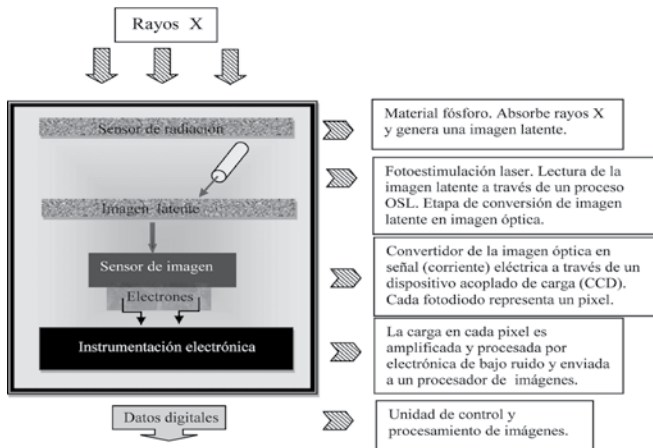 Rayos X
Sensor de radiación
Material fósforo. Absorbe rayos X
y genera una imagen latente.
Imagen latente
Fotoestimulación laser. Lectura de la
imagen latente a través de un proceso
OSL. Etapa de conversión de imagen
latente en imagen óptica.
Sensor de imagen
Electrones
Convertidor de la imagen óptica en
señal (corriente) eléctrica a través de un
dispositivo acoplado de carga (CCD).
Cada fotodiodo representa un pixel.
Instrumentación electrónica
La carga en cada pixel es
amplificada y procesada por
electrónica de bajo ruido y enviada
a un procesador de imágenes.
Datos digitales
Unidad de control y
procesamiento de imágenes.